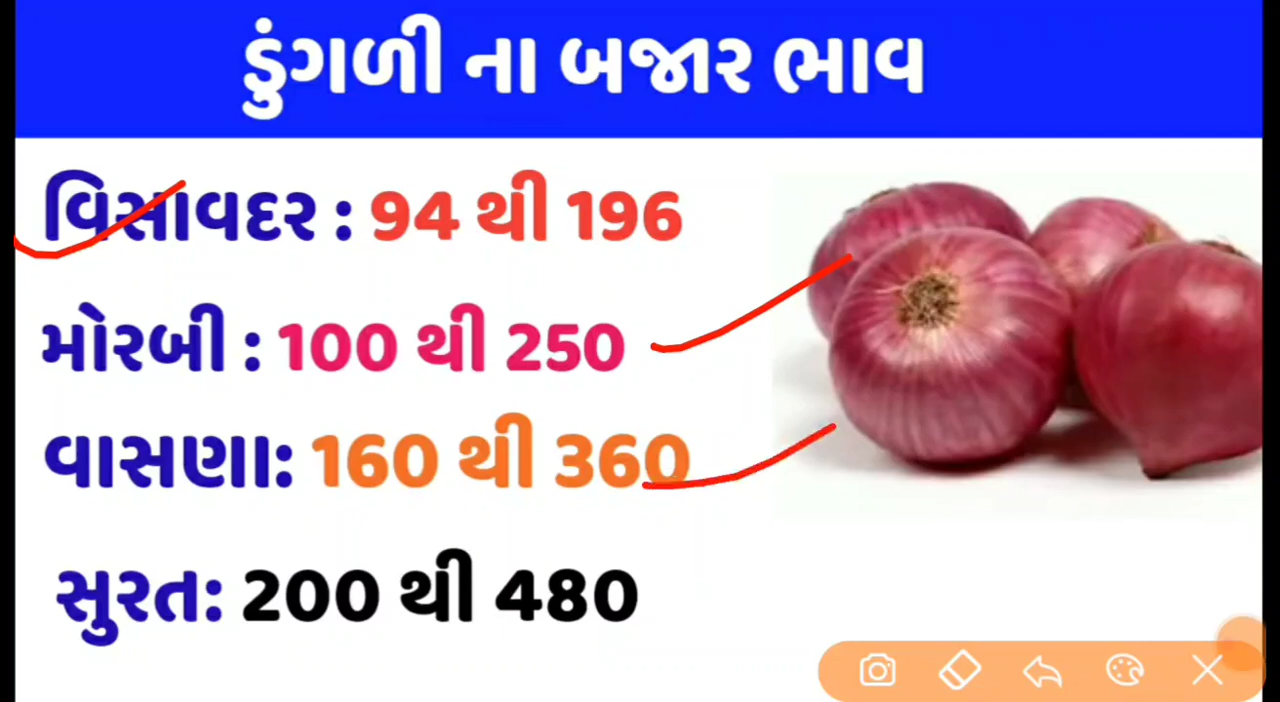 ડુંગળી ના બજાર ભાવ
વિસાવદર : 94 થી 196
મોરબી : 100 થી 250
વાસણા: 160 થી 360
સુરત: 200 થી 480